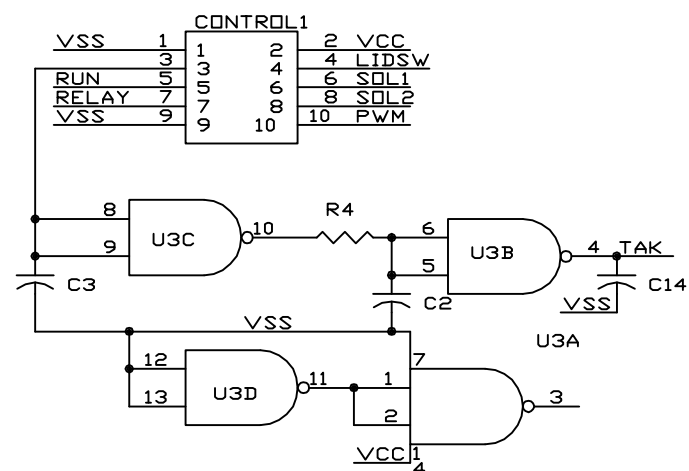 CONTROL1
VSS 1 1 2 2 VCC
3 3 4 4 LIDSW
RUN 5 5 6 6 SOL1
RELAY 7 7 8 8 SOL2
VSS 9 9 10 10 PWM
8 9 U3C 10
R4
6 5 U3B 4 TAK
C3
C2
C14
VSS
VSS
U3A
12 13 U3D 11
7
1
2
3
VCC 1
4